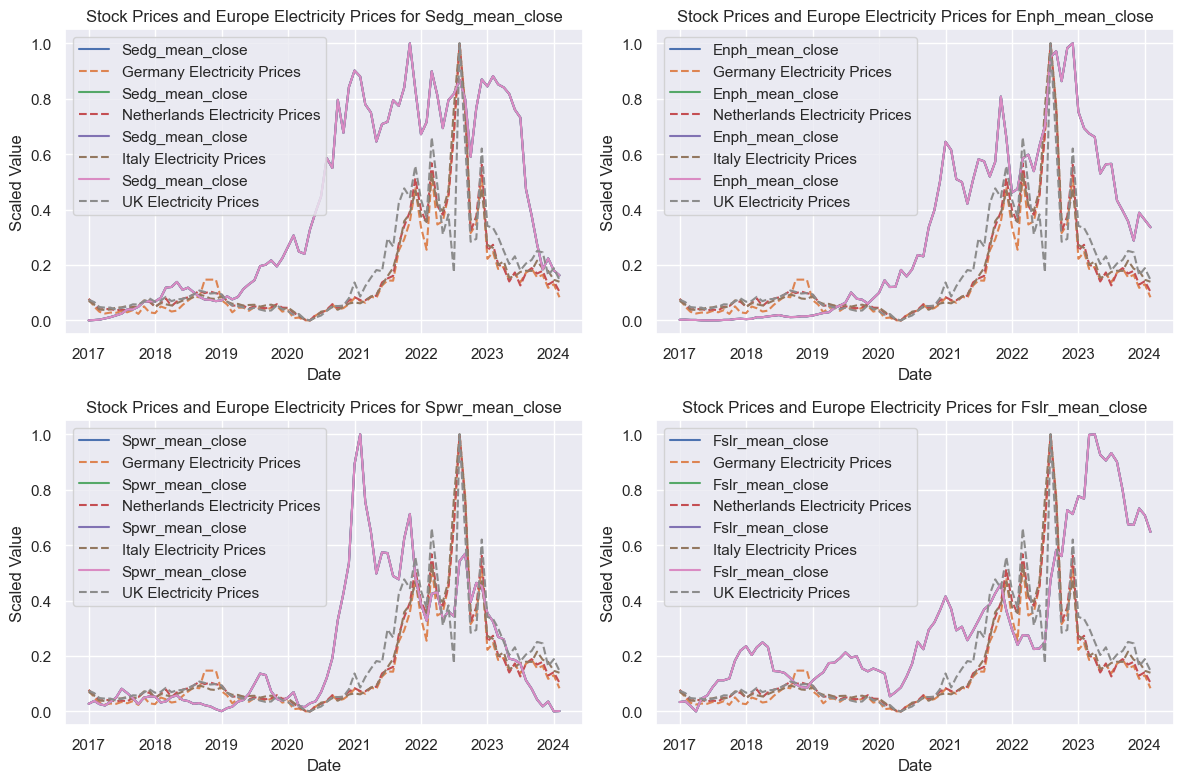 Stock Prices and Europe Electricity Prices for Sedg_mean_close
1.0
0.8
0.6
0.4
0.2
0.0
Scaled Value
Sedg_mean_close
Germany Electricity Prices
Sedg_mean_close
Netherlands Electricity Prices
Sedg_mean_close
Italy Electricity Prices
Sedg_mean_close
UK Electricity Prices
2017 2018 2019 2020 2021 2022 2023 2024
Date
Stock Prices and Europe Electricity Prices for Enph_mean_close
1.0
0.8
0.6
0.4
0.2
0.0
Scaled Value
Enph_mean_close
Germany Electricity Prices
Enph_mean_close
Netherlands Electricity Prices
Enph_mean_close
Italy Electricity Prices
Enph_mean_close
UK Electricity Prices
2017 2018 2019 2020 2021 2022 2023 2024
Date
Stock Prices and Europe Electricity Prices for Spwr_mean_close
1.0
0.8
0.6
0.4
0.2
0.0
Scaled Value
Spwr_mean_close
Germany Electricity Prices
Spwr_mean_close
Netherlands Electricity Prices
Spwr_mean_close
Italy Electricity Prices
Spwr_mean_close
UK Electricity Prices
2017 2018 2019 2020 2021 2022 2023 2024
Date
Stock Prices and Europe Electricity Prices for Fslr_mean_close
1.0
0.8
0.6
0.4
0.2
0.0
Scaled Value
Fslr_mean_close
Germany Electricity Prices
Fslr_mean_close
Netherlands Electricity Prices
Fslr_mean_close
Italy Electricity Prices
Fslr_mean_close
UK Electricity Prices
2017 2018 2019 2020 2021 2022 2023 2024
Date